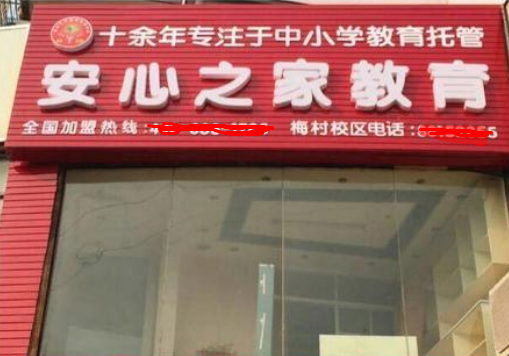 十余年专注于中小学教育托管
安心之家教育
全国加盟热线: 梅村校区电话: